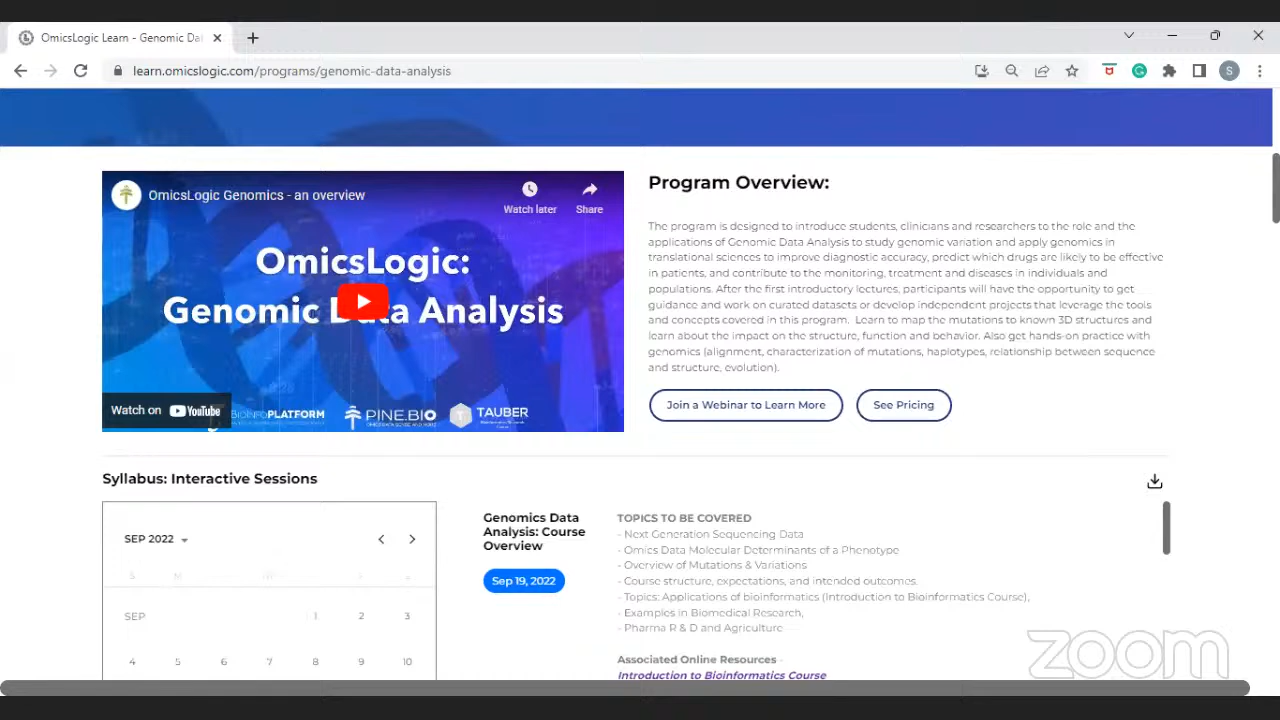 OmicsLogic Learn - Genomic Da
learn.omicslogic.com/programs/genomic-data-analysis
S
OmicsLogic Genomics - an overview
Watch later
Share
OmicsLogic:
Genomic Data Analysis
Watch on YouTube
PLATFORM
PINE.BIO
TAUBER
Program Overview:
The program is designed to introduce students, clinicians and researchers to the role and the
applications of Genomic Data Analysis to study genomic variation and apply genomics in
translational sciences to improve diagnostic accuracy, predict which drugs are likely to be effective
in patients, and contribute to the monitoring, treatment and diseases in individuals and
populations. After the first introductory lectures, participants will have the opportunity to get
guidance and work on curated datasets or develop independent projects that leverage the tools
and concepts covered in this program. Learn to map the mutations to known 3D structures and
learn about the impact on the structure, function and behavior. Also get hands-on practice with
genomics (alignment, characterization of mutations, haplotypes, relationship between sequence
and structure, evolution).
Join a Webinar to Learn More
See Pricing
Syllabus: Interactive Sessions
SEP 2022
S M W S
SEP 1 2 3
4 5 6 7 8 9 10
Genomics Data
Analysis: Course
Overview
Sep 19, 2022
TOPICS TO BE COVERED
- Next Generation Sequencing Data
- Omics Data Molecular Determinants of a Phenotype
- Overview of Mutations & Variations
- Course structure, expectations, and intended outcomes.
- Topics: Applications of bioinformatics (Introduction to Bioinformatics Course),
- Examples in Biomedical Research,
- Pharma R & D and Agriculture
Associated Online Resources -
Introduction to Bioinformatics Course
zoom